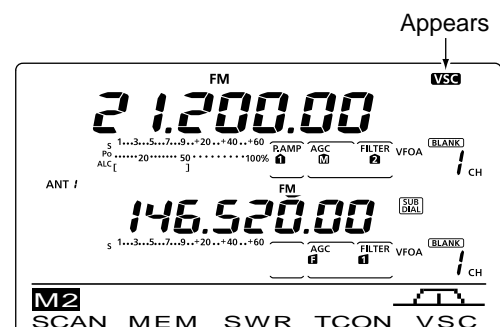 Appears
FM
VSC
21.200.00
S 1...3...5...7...9..+20..+40..+60
Po ······20······· 50 ·········100%
ALC [ ]
P.AMP AGC FILTER VFOA BLANK
1 M 2 1 CH
ANT 1
FM
146.520.00
SUB DIAL
S 1...3...5...7...9..+20..+40..+60
AGC FILTER VFOA BLANK
F 1 1 CH
M2
SCAN MEM SWR TCON VSC